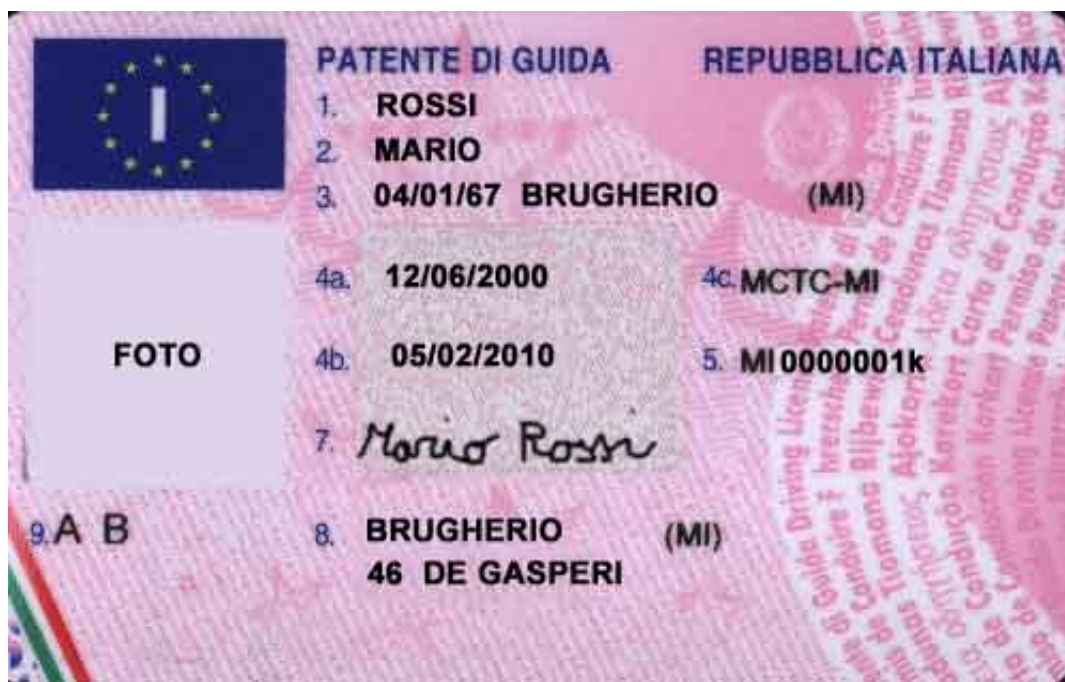 PATENTE DI GUIDA REPUBBLICA ITALIANA
I
1. ROSSI
2. MARIO
3. 04/01/67 BRUGHERIO (MI)
4a. 12/06/2000 4c. MCTC-MI
FOTO
4b. 05/02/2010 5. MI0000001k
7. Mario Rossi
9. A B
8. BRUGHERIO (MI)
46 DE GASPERI